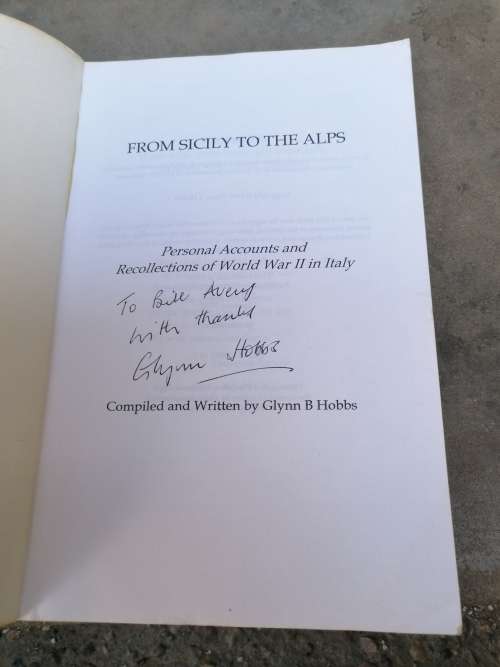 FROM SICILY TO THE ALPS
Personal Accounts and
Recollections of World War II in Italy
To Bill Avery
With thanks
Glynn Hobbs
Compiled and Written by Glynn B Hobbs